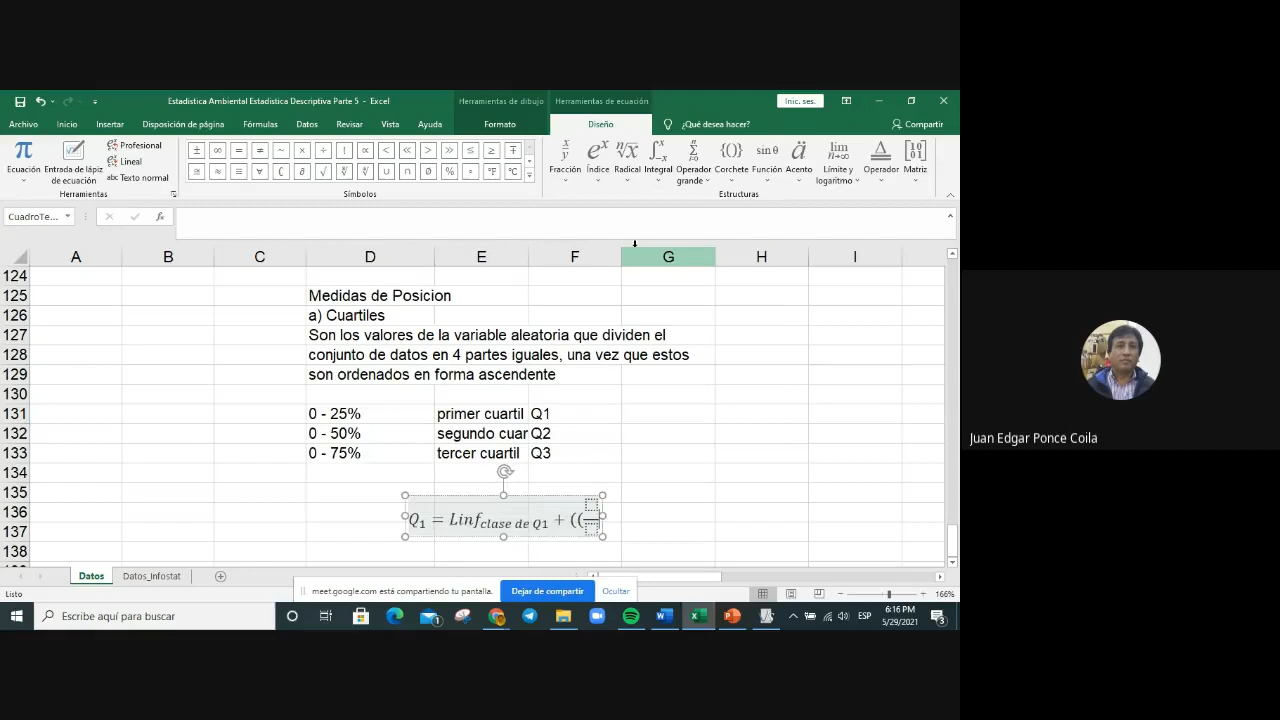 Estadistica Ambiental Estadistica Descriptiva Parte 5 - Excel
Herramientas de dibujo
Herramientas de ecuación
Inic. ses.
Archivo Inicio Insertar Disposición de página Fórmulas Datos Revisar Vista Ayuda Formato Diseño ¿Qué desea hacer? Compartir
Ecuación
Entrada de lápiz de ecuación
Profesional
Lineal
abc Texto normal
Herramientas
± ∞ = ≠ ~ × ÷ ! ∝ < ≪ > ≫ ≤ ≥ ∓
≅ ≈ ≡ ∀ ∁ ∂ √ ∛ ∜ ∪ ∩ ∅ % ∘ °F °C
Símbolos
Fracción Índice Radical Integral Operador grande Corchete Función Acento Límite y logaritmo Operador Matriz
Estructuras
CuadroTe...
fx
A B C D E F G H I
124
125 Medidas de Posicion
126 a) Cuartiles
127 Son los valores de la variable aleatoria que dividen el
128 conjunto de datos en 4 partes iguales, una vez que estos
129 son ordenados en forma ascendente
130
131 0 - 25% primer cuartil Q1
132 0 - 50% segundo cuar Q2
133 0 - 75% tercer cuartil Q3
134
135
136
Q₁ = Linf clase de Q1 + ((
137
138
Datos Datos_Infostat
meet.google.com está compartiendo tu pantalla. Dejar de compartir Ocultar
Listo
166%
Escribe aquí para buscar
ESP
6:16 PM
5/29/2021
Juan Edgar Ponce Coila